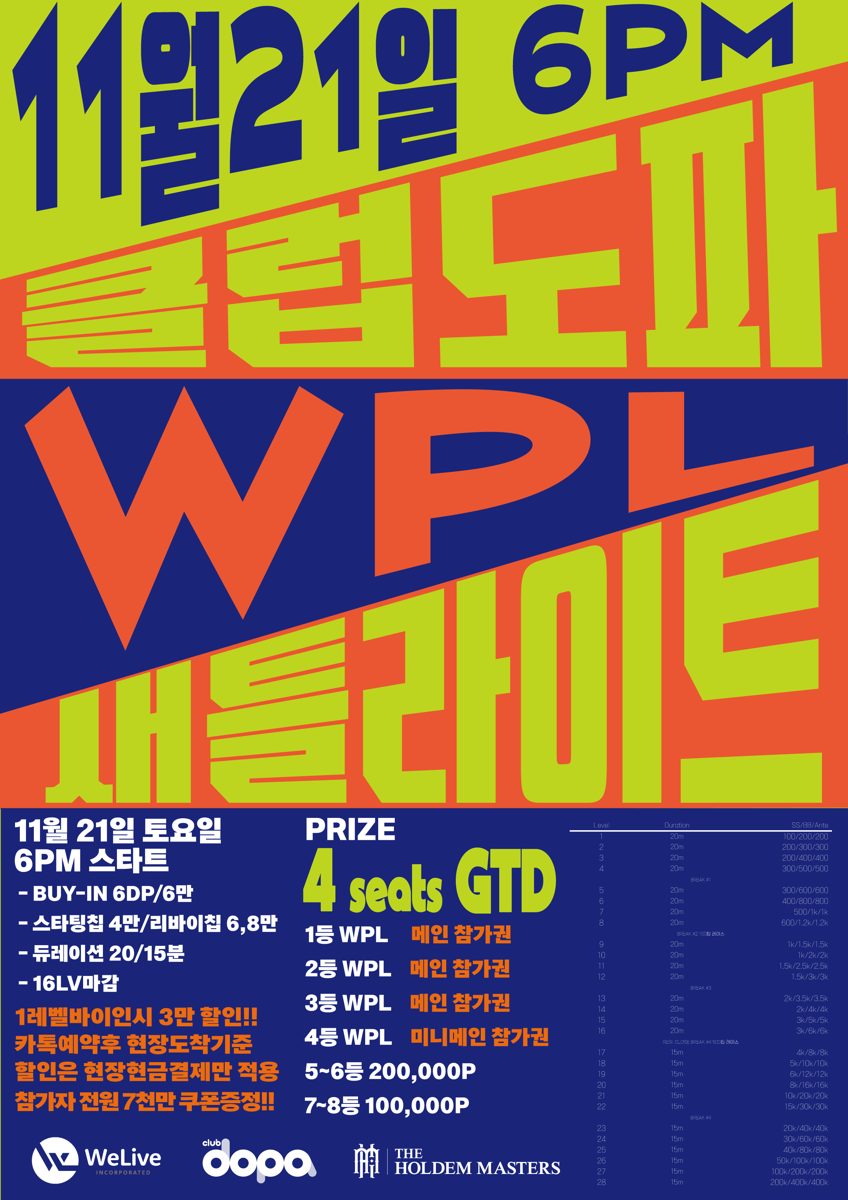 11월21일 6PM
클럽도파
WPL
새틀라이트
11월 21일 토요일
6PM 스타트
- BUY-IN 6DP/6만
- 스타팅칩 4만/리바이칩 6,8만
- 듀레이션 20/15분
- 16LV마감
1레벨바이인시 3만 할인!!
카톡예약후 현장도착기준
할인은 현장현금결제만 적용
참가자 전원 7천만 쿠폰증정!!
PRIZE
4 seats GTD
1등 WPL 메인 참가권
2등 WPL 메인 참가권
3등 WPL 메인 참가권
4등 WPL 미니메인 참가권
5~6등 200,000P
7~8등 100,000P
Level Duration SS/BB/Ante
1 20m 100/200/200
2 20m 200/300/300
3 20m 200/400/400
4 20m 300/500/500
BREAK #1
5 20m 300/600/600
6 20m 400/800/800
7 20m 500/1k/1k
8 20m 600/1.2k/1.2k
BREAK #2 100칩 레이스
9 20m 1k/1.5k/1.5k
10 20m 1k/2k/2k
11 20m 1.5k/2.5k/2.5k
12 20m 1.5k/3k/3k
BREAK #3
13 20m 2k/3.5k/3.5k
14 20m 2k/4k/4k
15 20m 3k/5k/5k
16 20m 3k/6k/6k
17 15m 4k/8k/8k
18 15m 5k/10k/10k
19 15m 6k/12k/12k
20 15m 8k/16k/16k
21 15m 10k/20k/20k
22 15m 15k/30k/30k
23 15m 20k/40k/40k
24 15m 30k/60k/60k
25 15m 40k/80k/80k
26 15m 50k/100k/100k
27 15m 100k/200k/200k
28 15m 200k/400k/400k
WeLive
INCORPORATED
club
dopa
THE
HOLDEM MASTERS